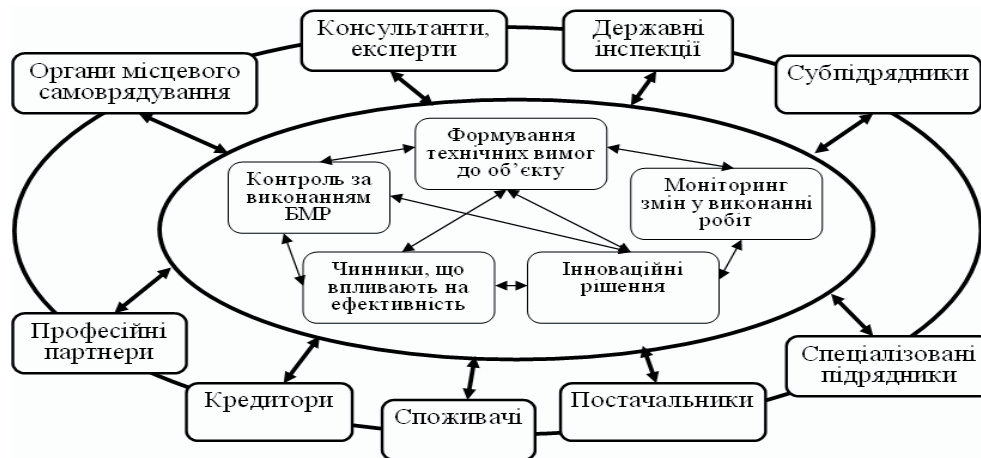 Консультанти,
експерти
Державні
інспекції
Органи місцевого
самоврядування
Субпідрядники
Формування
технічних вимог
до об’єкту
Контроль за
виконанням
БМР
Моніторинг
змін у виконанні
робіт
Чинники, що
впливають на
ефективність
Інноваційні
рішення
Професійні
партнери
Спеціалізовані
підрядники
Кредитори
Споживачі
Постачальники